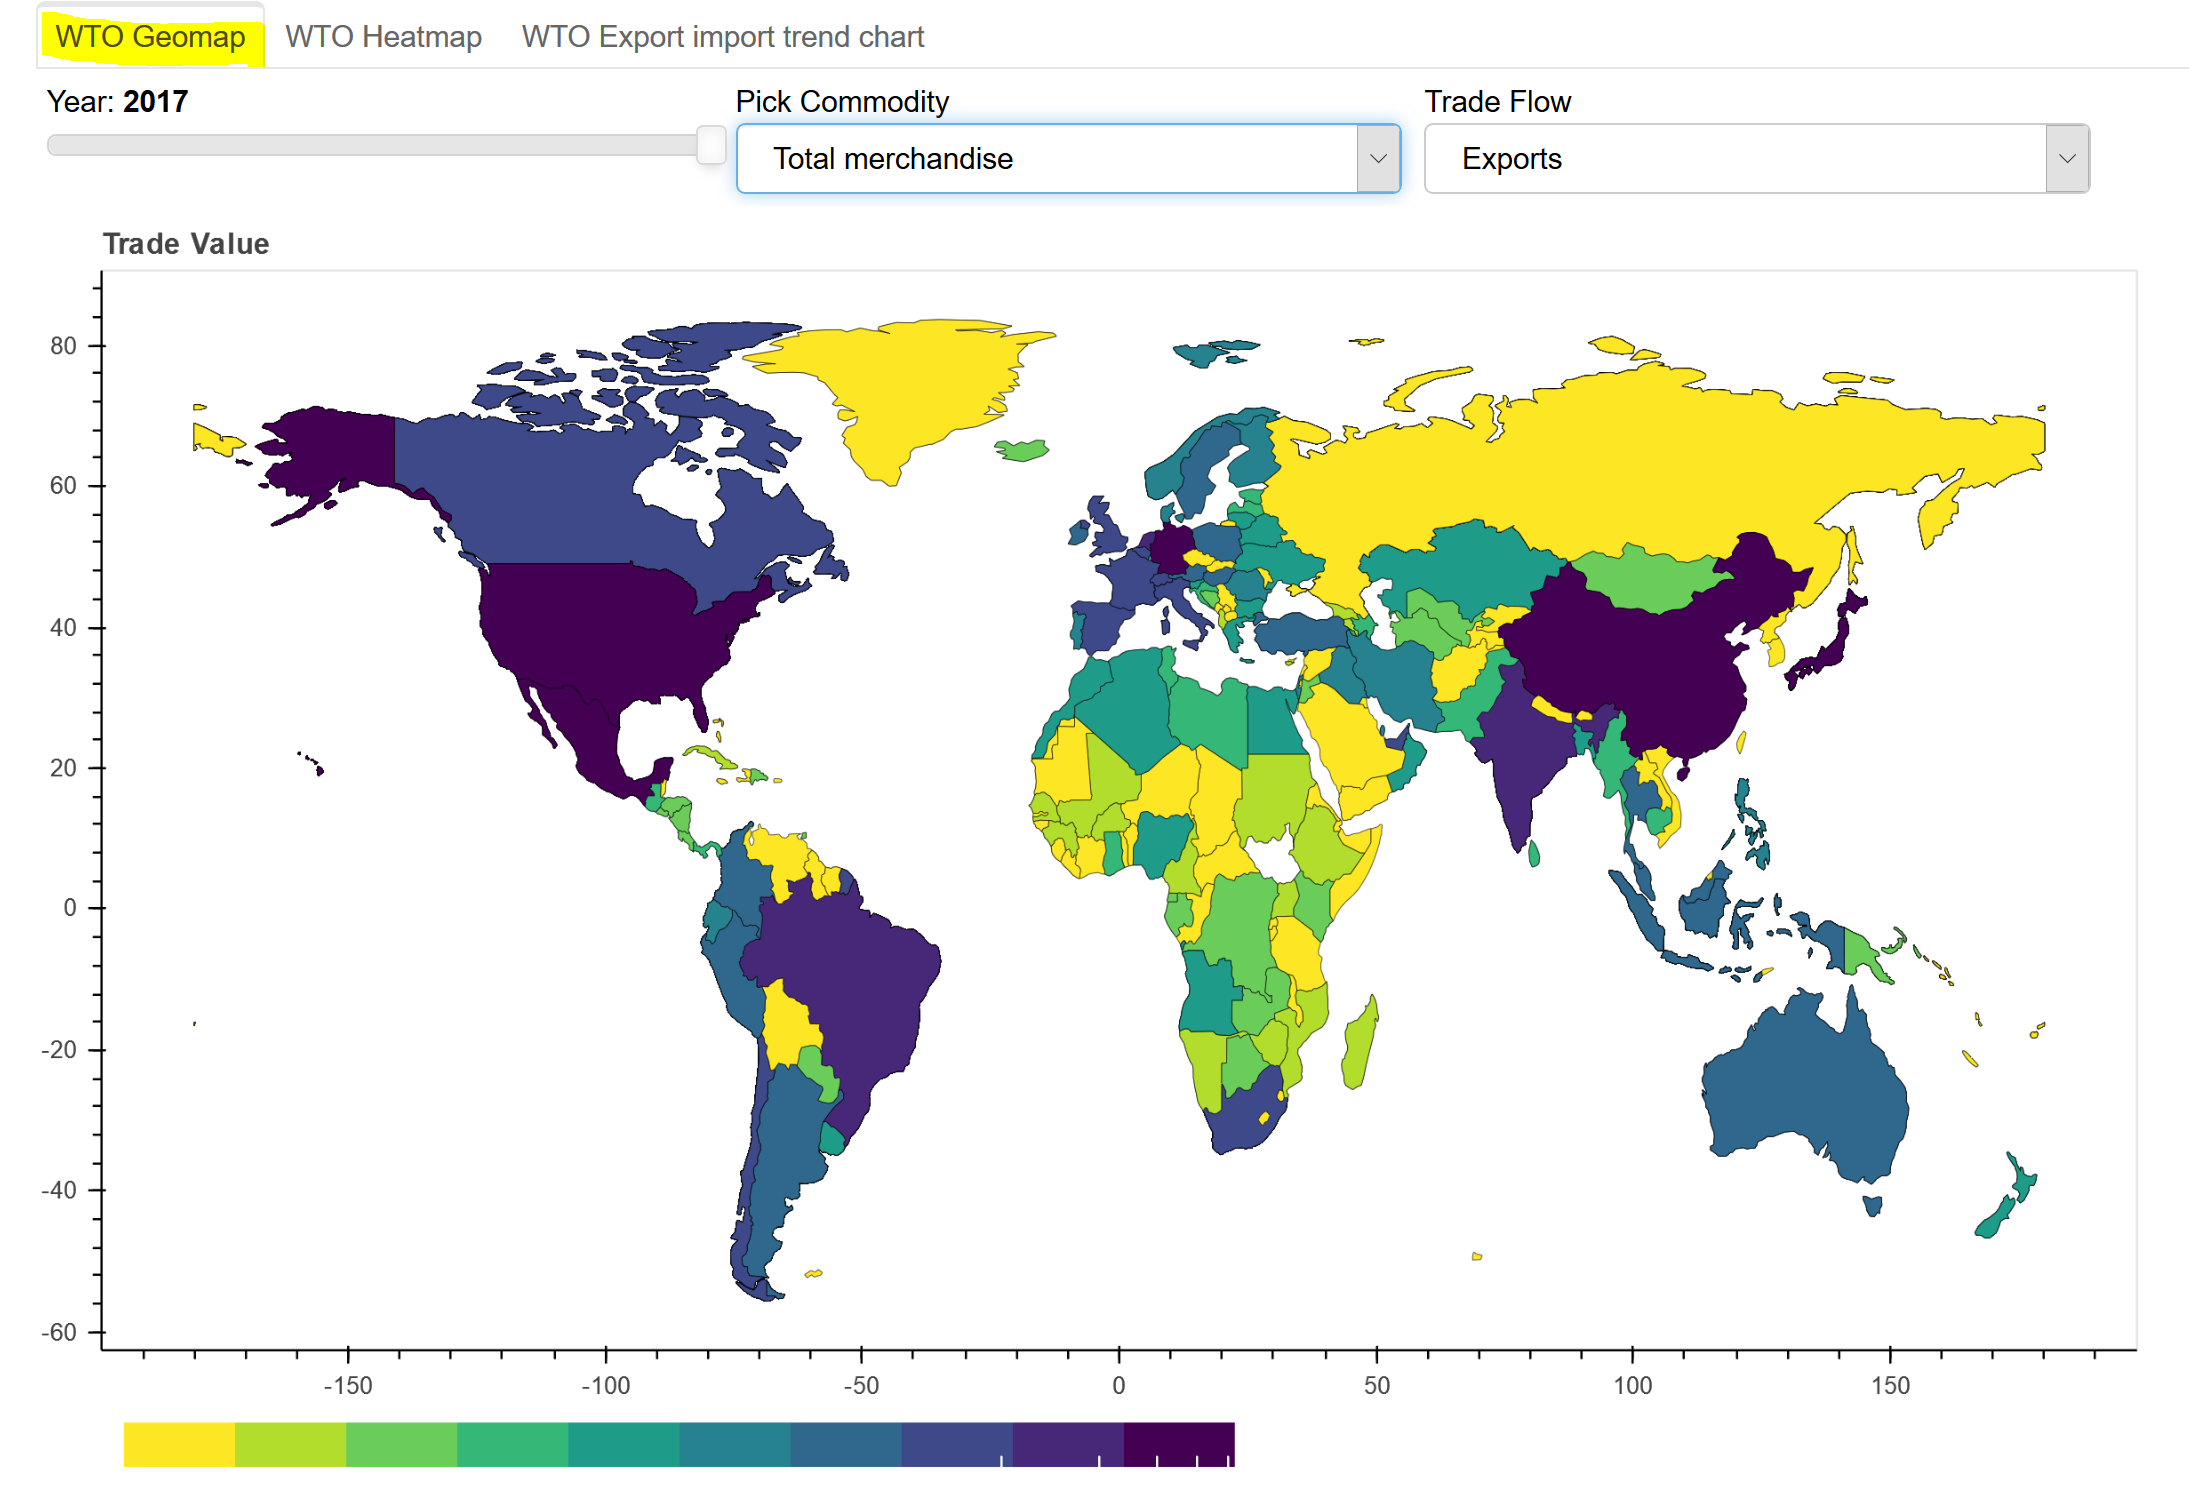 WTO Geomap WTO Heatmap WTO Export import trend chart
Year: 2017 Pick Commodity Trade Flow
Total merchandise Exports
Trade Value
80
60
40
20
0
-20
-40
-60
-150 -100 -50 0 50 100 150